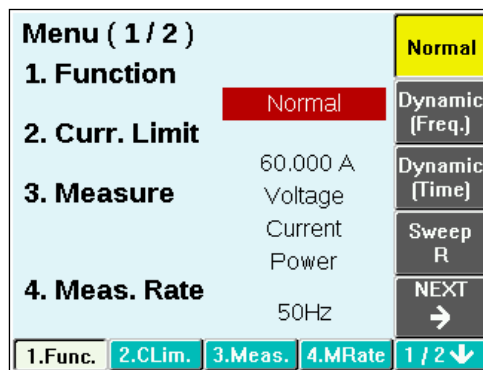 Menu ( 1 / 2 )
1. Function
Normal
2. Curr. Limit
60.000 A
3. Measure
Voltage
Current
Power
4. Meas. Rate
50Hz
Normal
Dynamic
(Freq.)
Dynamic
(Time)
Sweep
R
NEXT
→
1.Func. 2.CLim. 3.Meas. 4.MRate 1 / 2 ↓